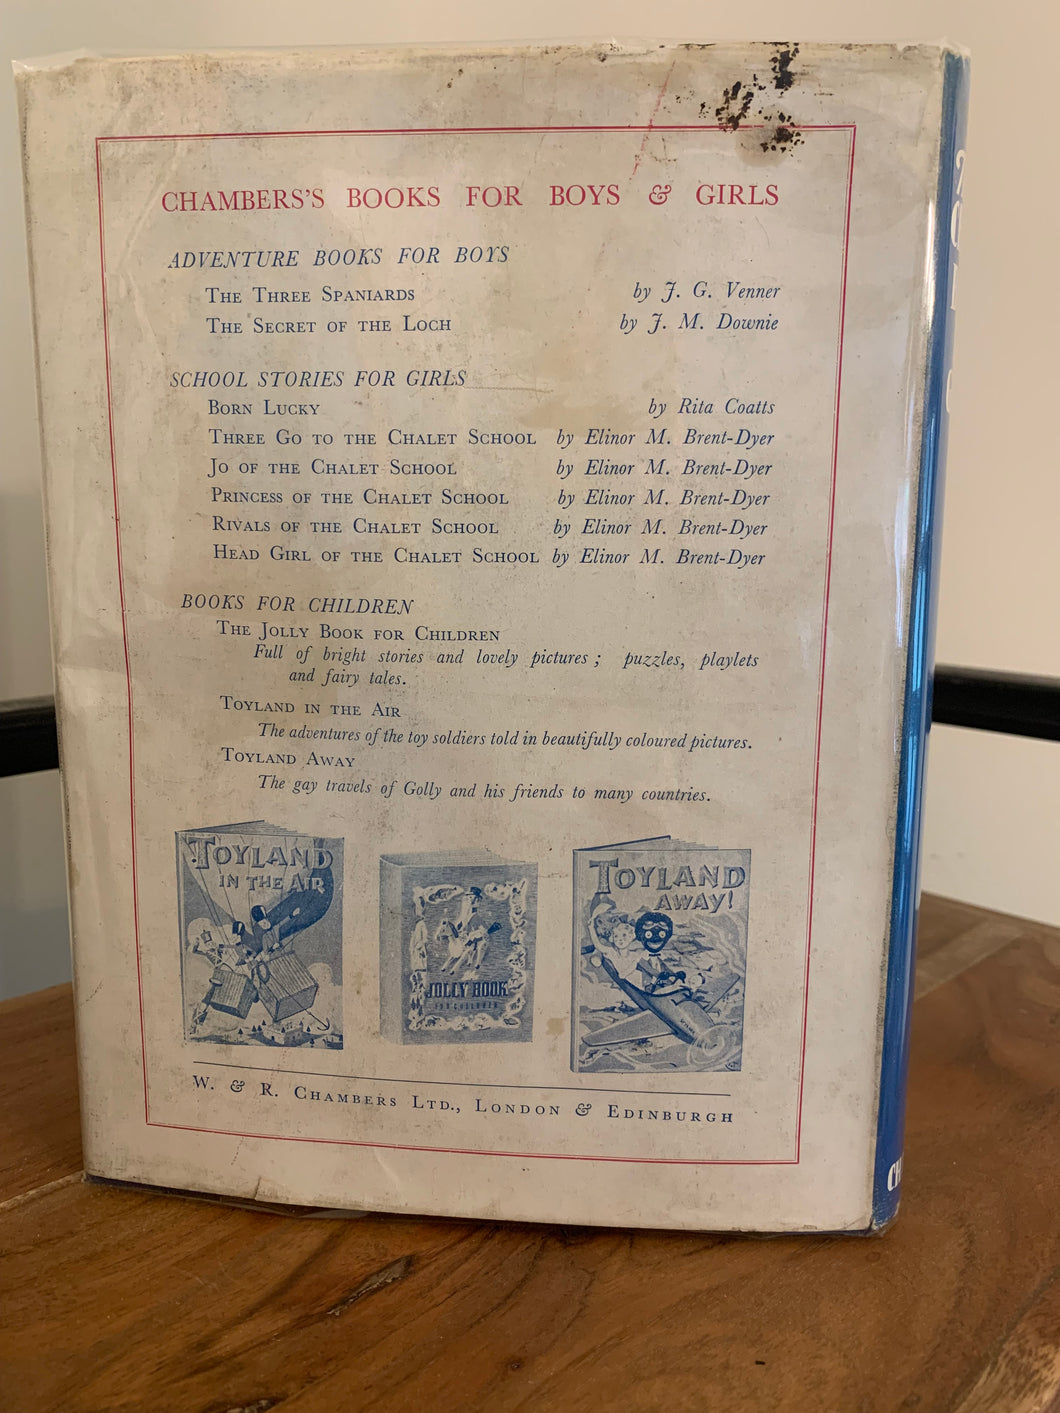 CHAMBERS'S BOOKS FOR BOYS & GIRLS
ADVENTURE BOOKS FOR BOYS
THE THREE SPANIARDS by J. G. Venner
THE SECRET OF THE LOCH by J. M. Downie
SCHOOL STORIES FOR GIRLS
BORN LUCKY by Rita Coatts
THREE GO TO THE CHALET SCHOOL by Elinor M. Brent-Dyer
JO OF THE CHALET SCHOOL by Elinor M. Brent-Dyer
PRINCESS OF THE CHALET SCHOOL by Elinor M. Brent-Dyer
RIVALS OF THE CHALET SCHOOL by Elinor M. Brent-Dyer
HEAD GIRL OF THE CHALET SCHOOL by Elinor M. Brent-Dyer
BOOKS FOR CHILDREN
THE JOLLY BOOK FOR CHILDREN
Full of bright stories and lovely pictures; puzzles, playlets
and fairy tales.
TOYLAND IN THE AIR
The adventures of the toy soldiers told in beautifully coloured pictures.
TOYLAND AWAY
The gay travels of Golly and his friends to many countries.
TOYLAND
IN THE AIR
JOLLY BOOK
FOR CHILDREN
TOYLAND
AWAY!
W. & R. CHAMBERS LTD., LONDON & EDINBURGH